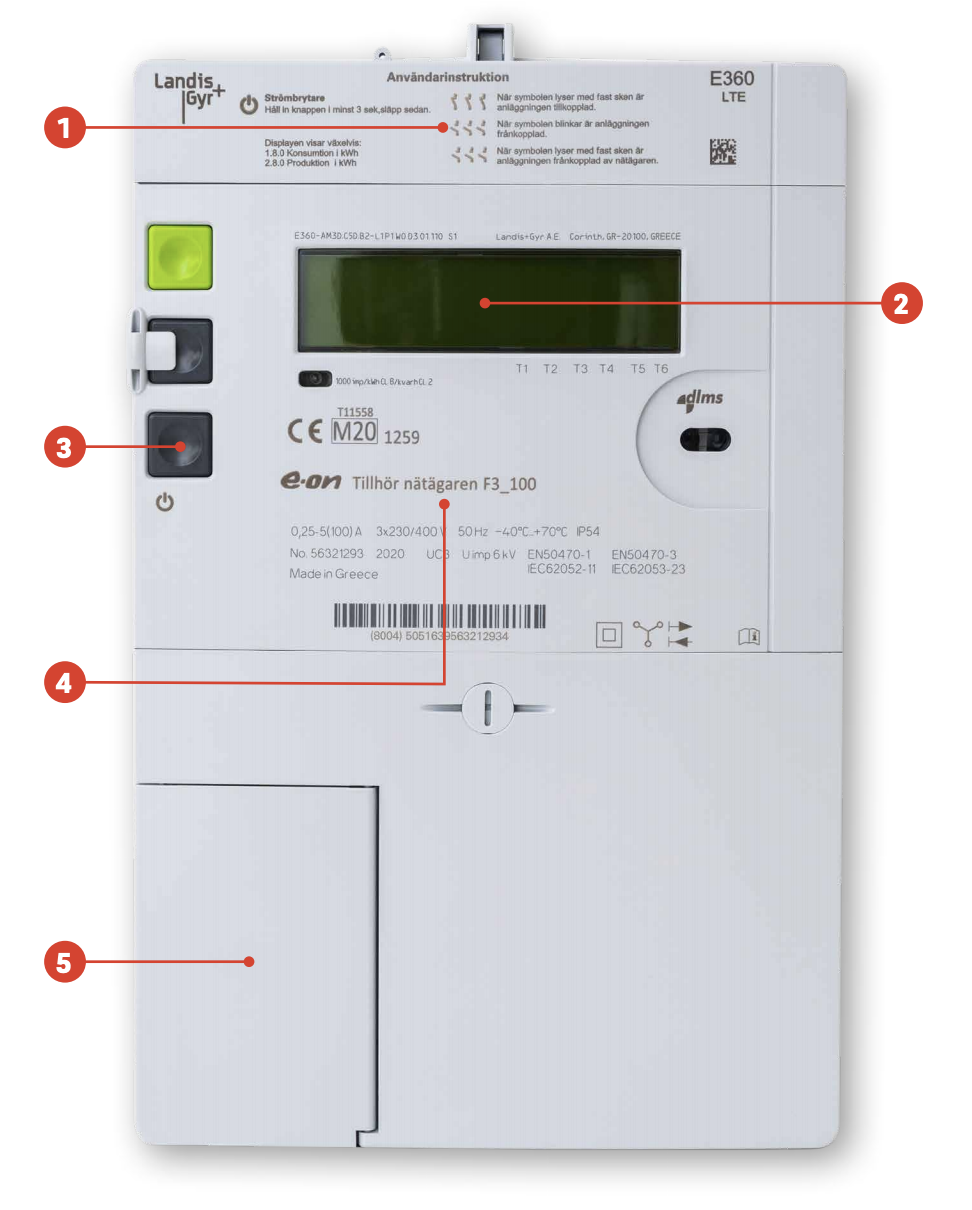 Landis
|Gyr+
Användarinstruktion
E360
LTE
Strömbrytare
Håll in knappen i minst 3 sek,släpp sedan.
Displayen visar växelvis:
1.8.0 Konsumtion i kWh
2.8.0 Produktion i kWh
När symbolen lyser med fast sken är
anläggningen tillkopplad.
När symbolen blinkar är anläggningen
frånkopplad.
När symbolen lyser med fast sken är
anläggningen frånkopplad av nätägaren.
1
E360-AM3D.C5D.B2-L1P1W0 D3 01 110 S1
Landis+Gyr A.E. Corinth, GR-20100, GREECE
2
T1 T2 T3 T4 T5 T6
1000 imp/kWh Cl. B/kvarh Cl. 2
dlms
T11558
CE M20 1259
3
e·on Tillhör nätägaren F3_100
0,25-5(100) A 3x230/400 V 50 Hz -40°C...+70°C IP54
No. 56321293 2020 UC3 U imp 6 kV EN50470-1 EN50470-3
IEC62052-11 IEC62053-23
Made in Greece
(8004) 5051639563212934
4
5